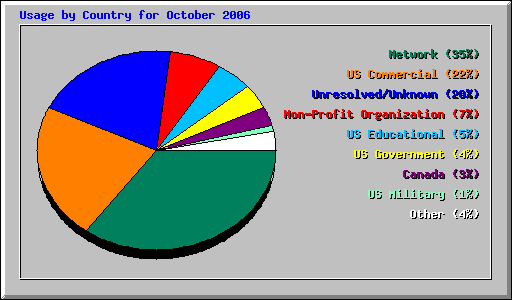 Usage by Country for October 2006
Network (35%)
US Commercial (22%)
Unresolved/Unknown (20%)
Non-Profit Organization (7%)
US Educational (5%)
US Government (4%)
Canada (3%)
US Military (1%)
Other (4%)